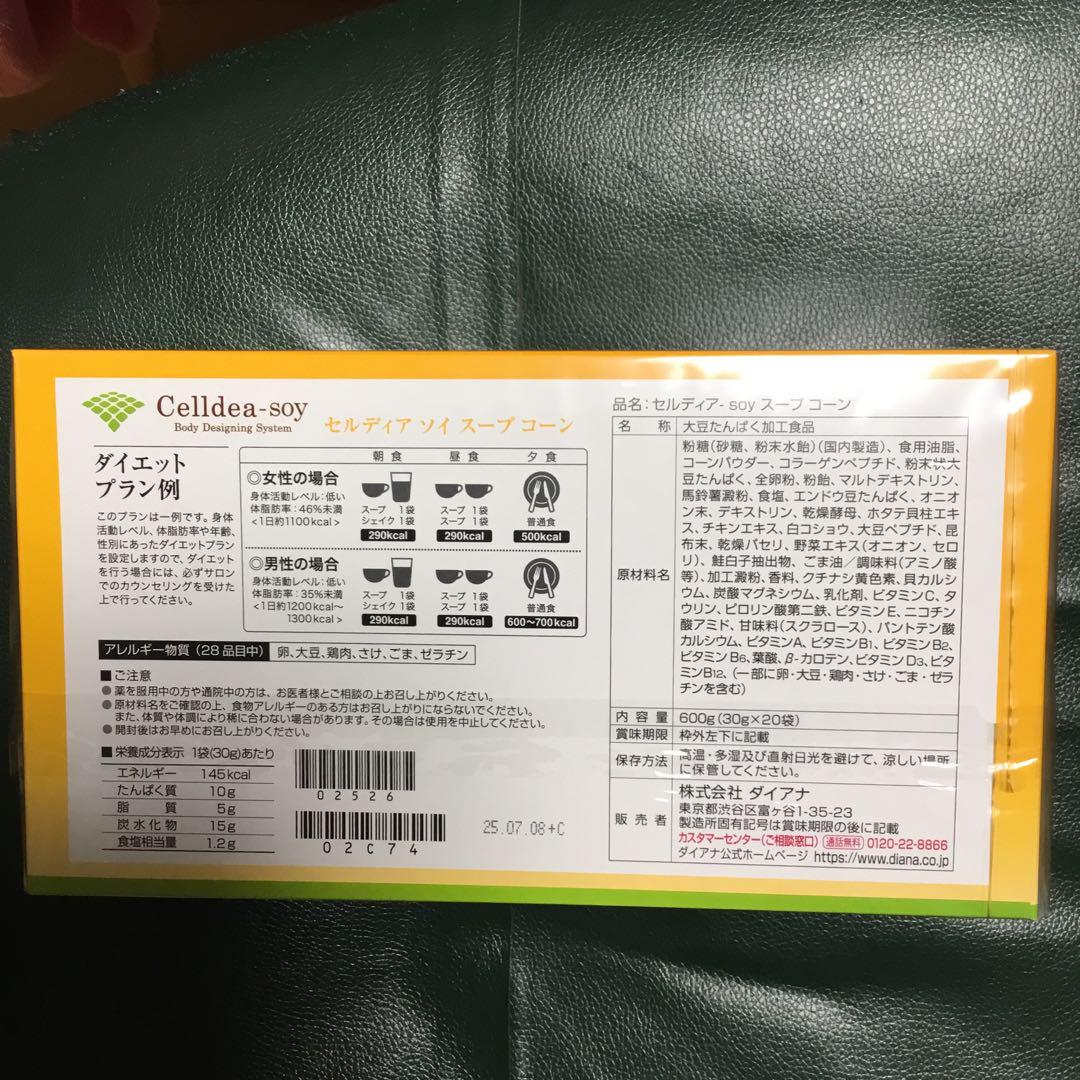 Celldea-soy
Body Designing System
セルディア ソイ スープ コーン
ダイエット
プラン例
このプランは一例です。身体
活動レベル、体脂肪率や年齢、
性別にあったダイエットプラン
を設定しますので、ダイエット
を行う場合には、必ずサロン
でのカウンセリングを受けた
上で行ってください。
朝食 昼食 夕食
◎女性の場合
身体活動レベル：低い
体脂肪率：46%未満
<1日約1100kcal>
スープ 1袋
シェイク 1袋
290kcal
スープ 1袋
スープ 1袋
290kcal
普通食
500kcal
◎男性の場合
身体活動レベル：低い
体脂肪率：35%未満
<1日約1200kcal～
1300kcal>
スープ 1袋
シェイク 1袋
290kcal
スープ 1袋
スープ 1袋
290kcal
普通食
600～700kcal
アレルギー物質（28品目中） 卵、大豆、鶏肉、さけ、ごま、ゼラチン
■ご注意
●薬を服用中の方や通院中の方は、お医者様とご相談の上お召し上がりください。
●原材料名をご確認の上、食物アレルギーのある方はお召し上がりにならないでください。
また、体質や体調により稀に合わない場合があります。その場合は使用を中止してください。
●開封後はお早めにお召し上がりください。
■栄養成分表示 1袋(30g)あたり
エネルギー 145kcal
たんぱく質 10g
脂質 5g
炭水化物 15g
食塩相当量 1.2g
02526
02C74
25.07.08+C
品名：セルディア- soy スープ コーン
名称 大豆たんぱく加工食品
原材料名
粉糖（砂糖、粉末水飴）（国内製造）、食用油脂、
コーンパウダー、コラーゲンペプチド、粉末状大
豆たんぱく、全卵粉、粉飴、マルトデキストリン、
馬鈴薯澱粉、食塩、エンドウ豆たんぱく、オニオ
ン末、デキストリン、乾燥酵母、ホタテ貝柱エキ
ス、チキンエキス、白コショウ、大豆ペプチド、昆
布末、乾燥パセリ、野菜エキス（オニオン、セロ
リ）、鮭白子抽出物、ごま油／調味料（アミノ酸
等）、加工澱粉、香料、クチナシ黄色素、貝カルシ
ウム、炭酸マグネシウム、乳化剤、ビタミンC、タ
ウリン、ピロリン酸第二鉄、ビタミンE、ニコチン
酸アミド、甘味料（スクラロース）、パントテン酸
カルシウム、ビタミンA、ビタミンB1、ビタミンB2、
ビタミンB6、葉酸、β-カロテン、ビタミンD3、ビタ
ミンB12、（一部に卵・大豆・鶏肉・さけ・ごま・ゼラ
チンを含む）
内容量 600g(30g×20袋)
賞味期限 枠外左下に記載
保存方法 高温・多湿及び直射日光を避けて、涼しい場所
に保管してください。
販売者
株式会社 ダイアナ
東京都渋谷区富ヶ谷1-35-23
製造所固有記号は賞味期限の後に記載
カスタマーセンター（ご相談窓口） 通話無料 0120-22-8866
ダイアナ公式ホームページ https://www.diana.co.jp